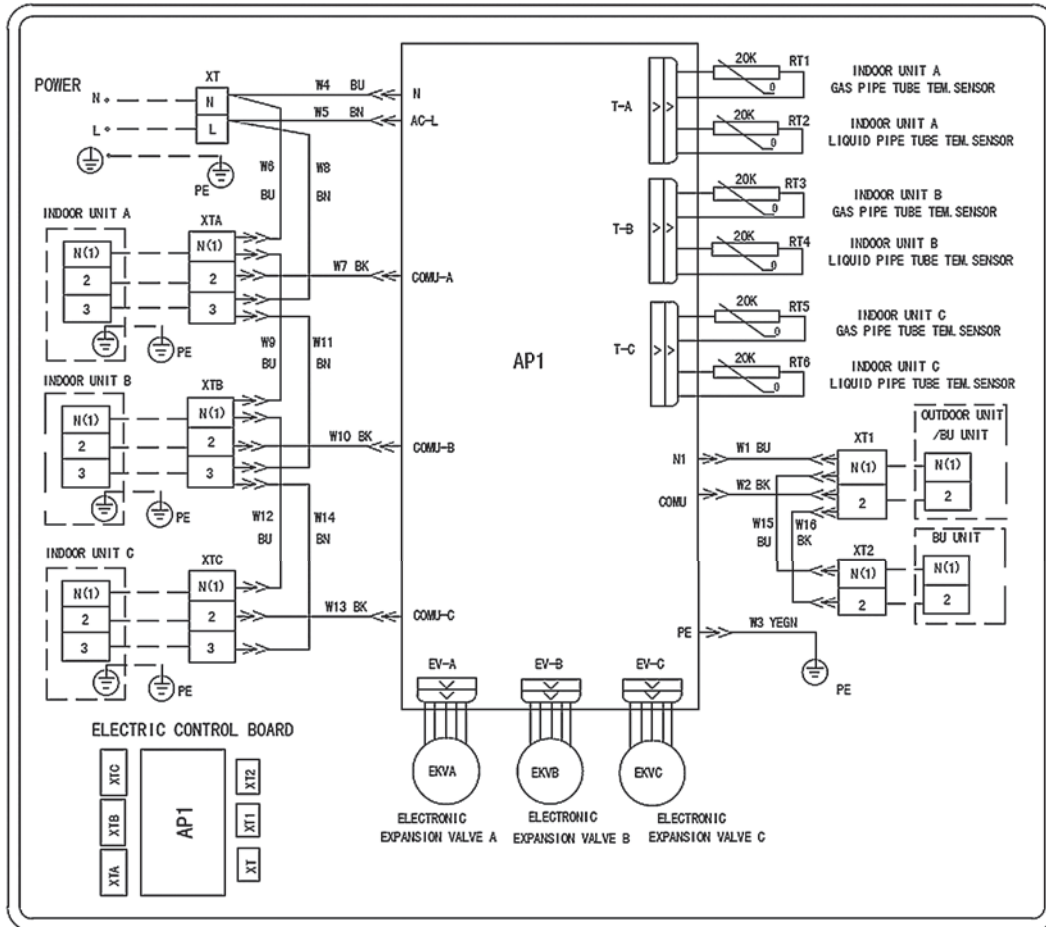 POWER
XT
N
L
N
L
PE
W4 BU
W5 BN
N
AC-L
W6
BU
W8
BN
INDOOR UNIT A
N(1)
2
3
XTA
N(1)
2
3
PE
W7 BK
COMU-A
W9
BU
W11
BN
INDOOR UNIT B
N(1)
2
3
XTB
N(1)
2
3
PE
W10 BK
COMU-B
W12
BU
W14
BN
INDOOR UNIT C
N(1)
2
3
XTC
N(1)
2
3
PE
W13 BK
COMU-C
AP1
T-A
20K
RT1
0
INDOOR UNIT A
GAS PIPE TUBE TEM.SENSOR
20K
RT2
0
INDOOR UNIT A
LIQUID PIPE TUBE TEM.SENSOR
T-B
20K
RT3
0
INDOOR UNIT B
GAS PIPE TUBE TEM.SENSOR
20K
RT4
0
INDOOR UNIT B
LIQUID PIPE TUBE TEM.SENSOR
T-C
20K
RT5
0
INDOOR UNIT C
GAS PIPE TUBE TEM.SENSOR
20K
RT6
0
INDOOR UNIT C
LIQUID PIPE TUBE TEM.SENSOR
N1
W1 BU
COMU
W2 BK
XT1
N(1)
2
OUTDOOR UNIT
/BU UNIT
N(1)
2
W15
BU
W16
BK
XT2
N(1)
2
BU UNIT
N(1)
2
PE
W3 YEGN
PE
EV-A
EV-B
EV-C
EKVA
EKVB
EKVC
ELECTRONIC
EXPANSION VALVE A
ELECTRONIC
EXPANSION VALVE B
ELECTRONIC
EXPANSION VALVE C
ELECTRIC CONTROL BOARD
XTC
XTB
XTA
AP1
XT2
XT1
XT